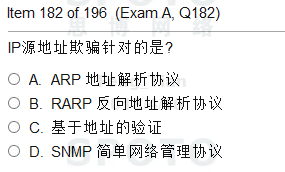 Item 182 of 196 (Exam A, Q182)
IP源地址欺骗针对的是?
A. ARP 地址解析协议
B. RARP 反向地址解析协议
C. 基于地址的验证
D. SNMP 简单网络管理协议